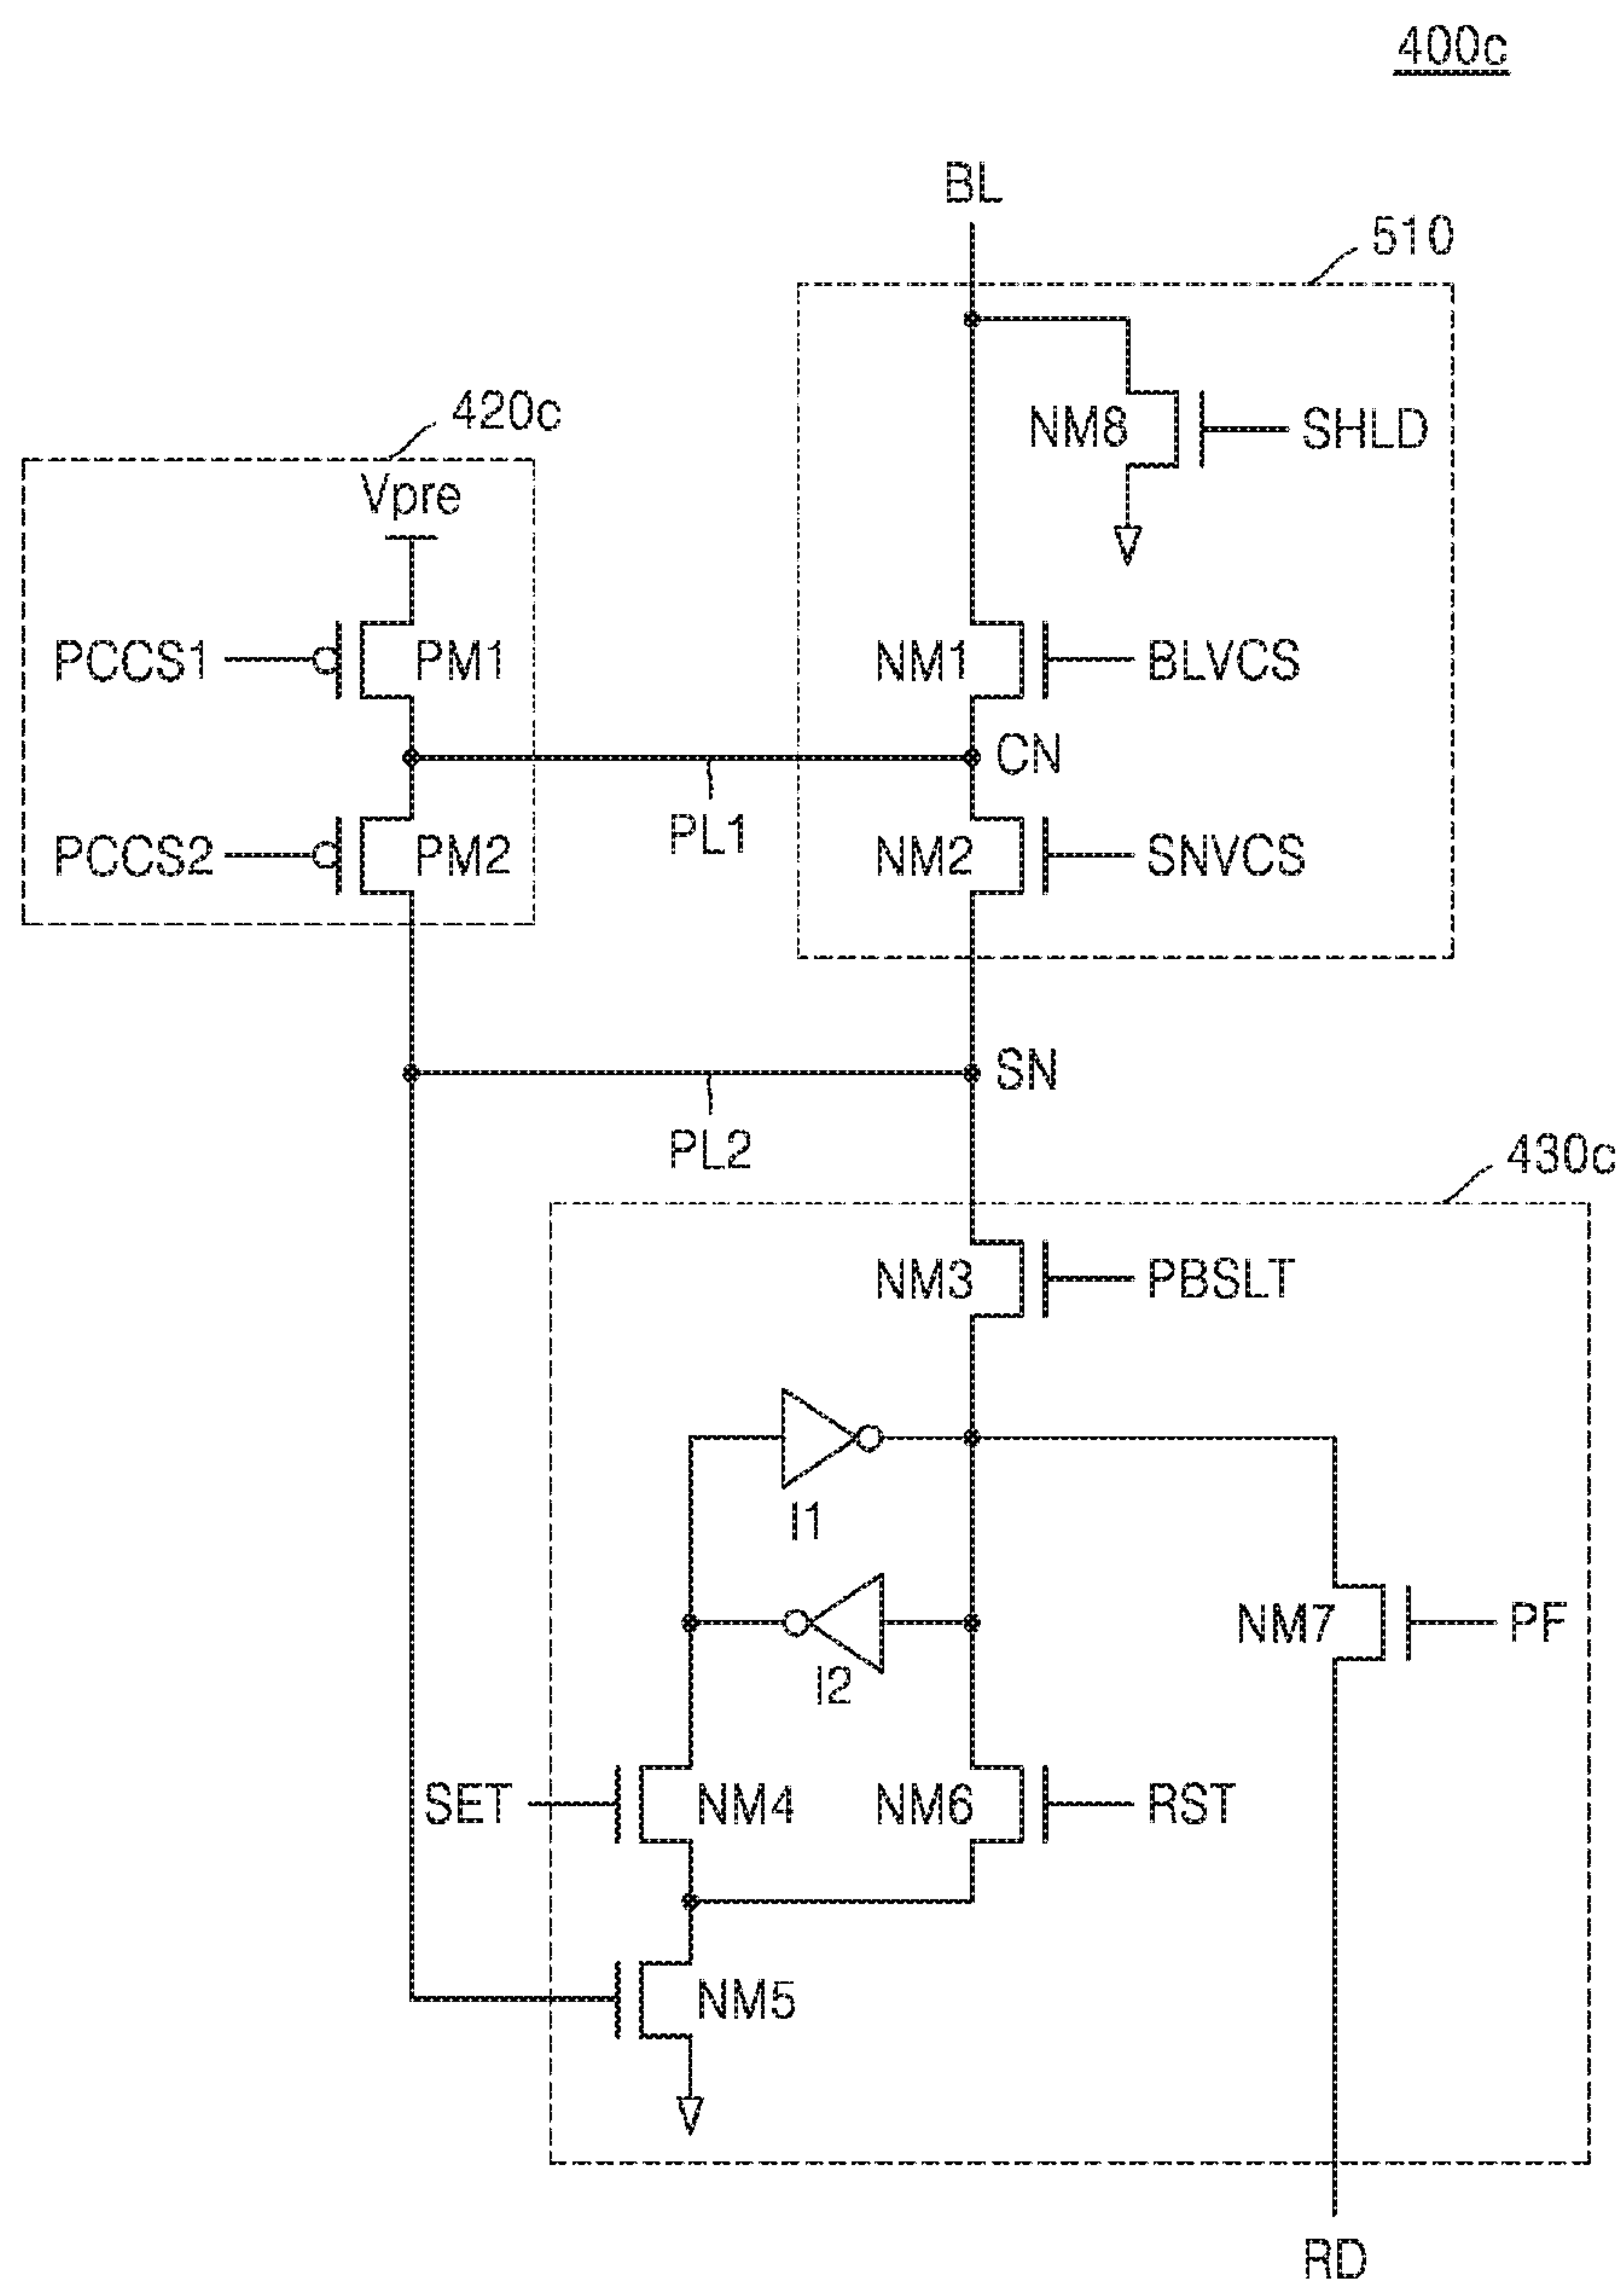 400c
BL
510
420c
Vpre
NM8
SHLD
PCCS1
PM1
NM1
BLVCS
CN
PL1
PCCS2
PM2
NM2
SNVCS
SN
PL2
430c
NM3
PBSLT
I1
I2
NM7
PF
SET
NM4
NM6
RST
NM5
RD